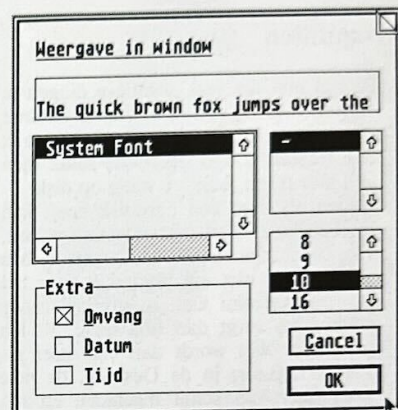 Weergave in window
The quick brown fox jumps over the
System Font
-
8
9
10
16
Extra
Omvang
Datum
Tijd
Cancel
OK